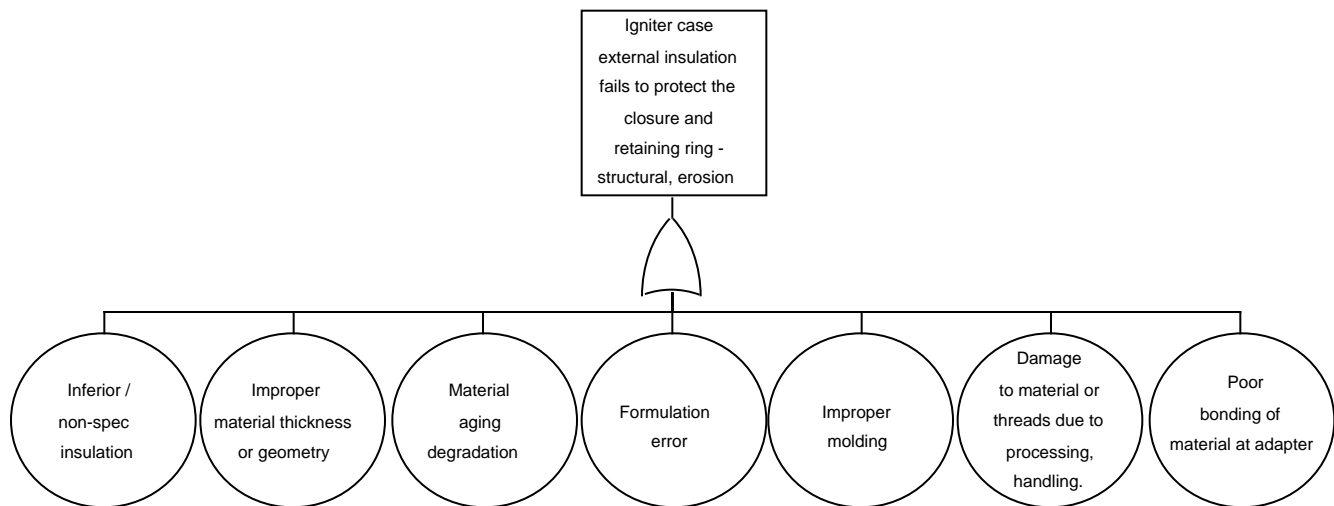 Igniter case
external insulation
fails to protect the
closure and
retaining ring -
structural, erosion
Inferior /
non-spec
insulation
Improper
material thickness
or geometry
Material
aging
degradation
Formulation
error
Improper
molding
Damage
to material or
threads due to
processing,
handling.
Poor
bonding of
material at adapter